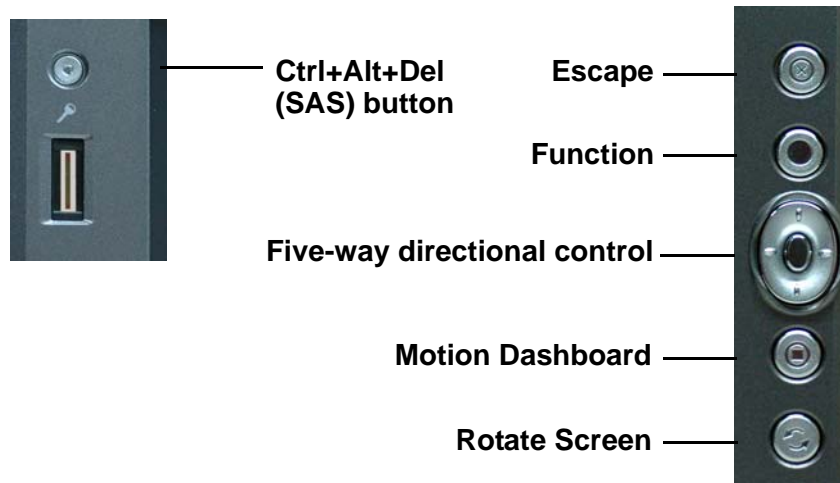 Ctrl+Alt+Del
(SAS) button
Escape
Function
Five-way directional control
Motion Dashboard
Rotate Screen